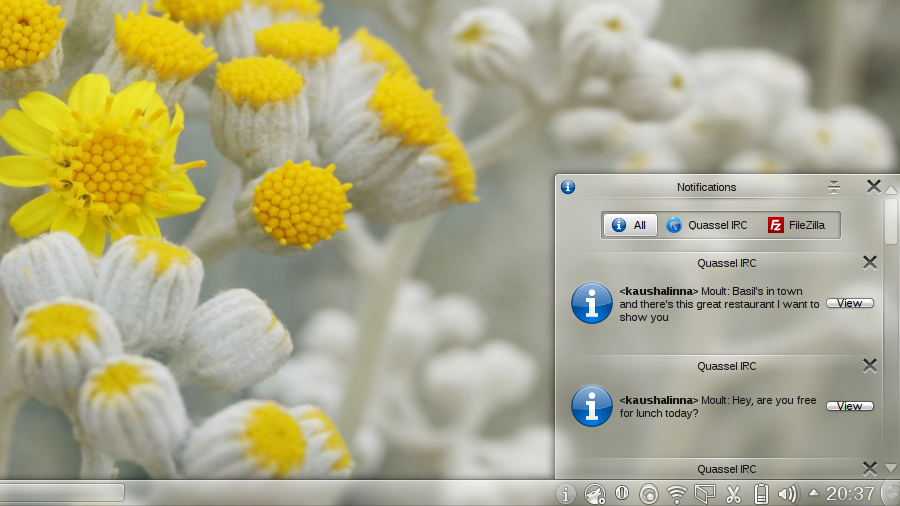 Notifications
All Quassel IRC FileZilla
Quassel IRC
<kaushalinna> Moult: Basil's in town
and there's this great restaurant I want to
show you
View
Quassel IRC
<kaushalinna> Moult: Hey, are you free
for lunch today?
View
Quassel IRC
20:37